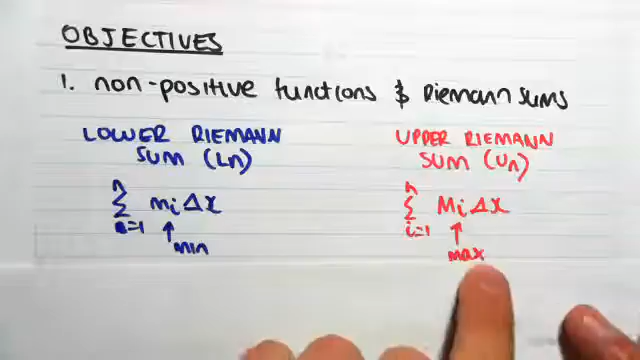 OBJECTIVES
1. non-positive functions & Riemann sums
LOWER RIEMANN
SUM (Ln)
n
Σ mi Δx
i=1
↑
min
UPPER RIEMANN
SUM (Un)
n
Σ Mi Δx
i=1
↑
max